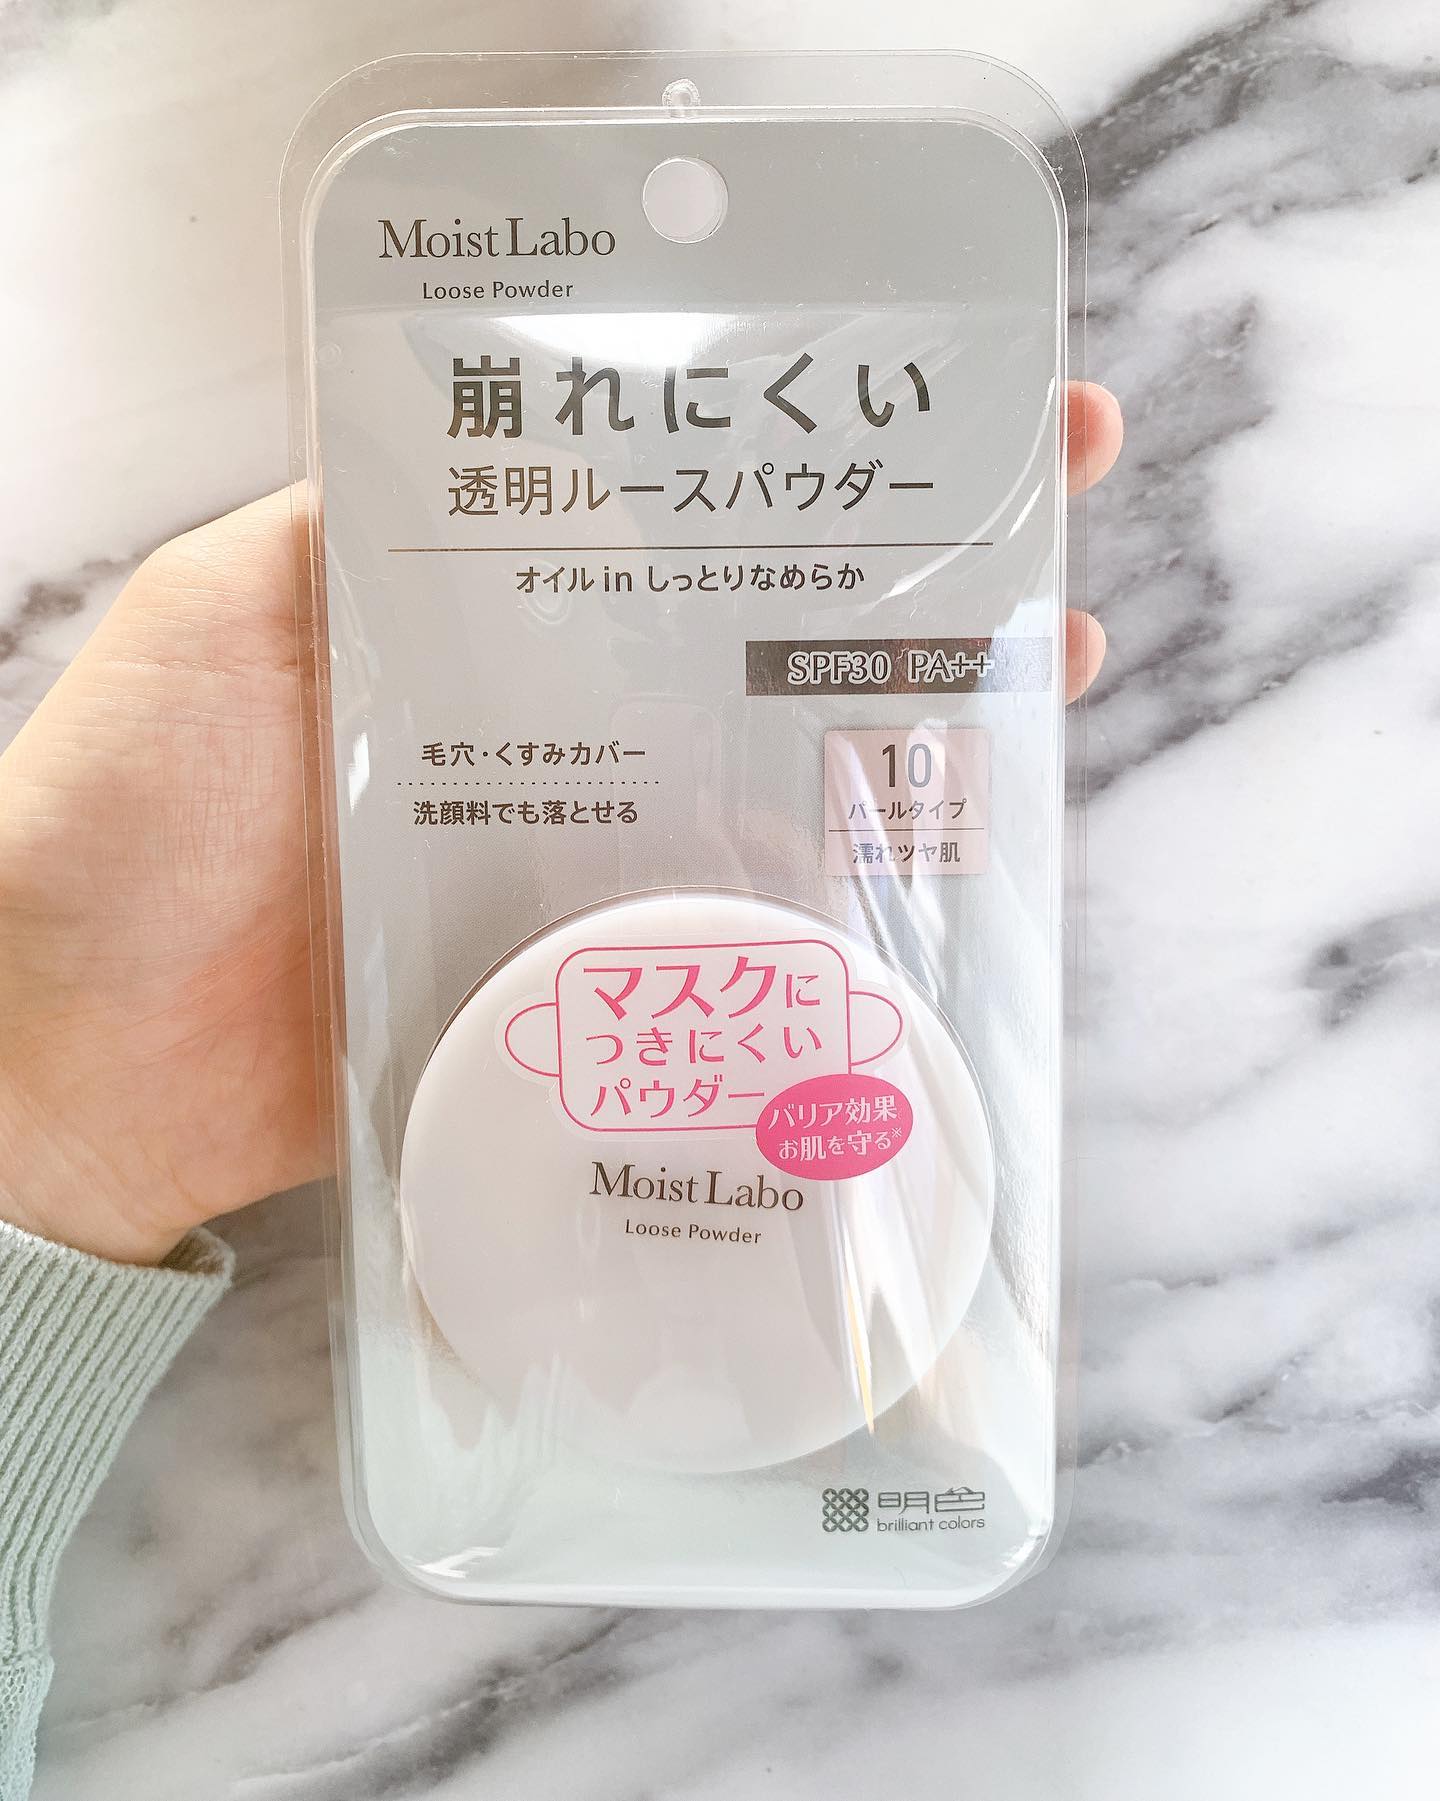 Moist Labo
Loose Powder
崩れにくい
透明ルースパウダー
オイル in しっとりなめらか
SPF30 PA++
毛穴・くすみカバー
洗顔料でも落とせる
10
パールタイプ
濡れツヤ肌
マスクに
つきにくい
パウダー
バリア効果
お肌を守る※
Moist Labo
Loose Powder
明色
brilliant colors